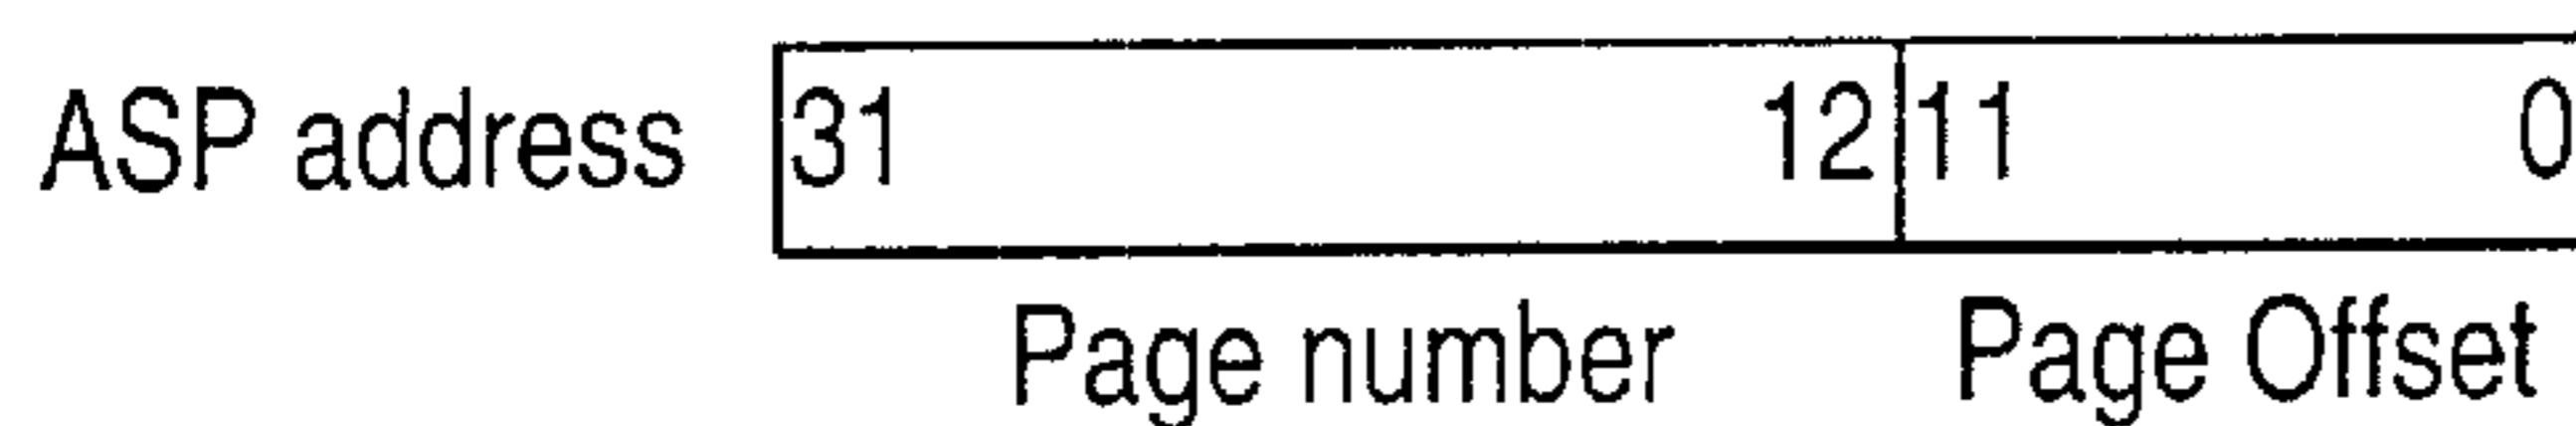 ASP address 31 12 11 0
Page number Page Offset